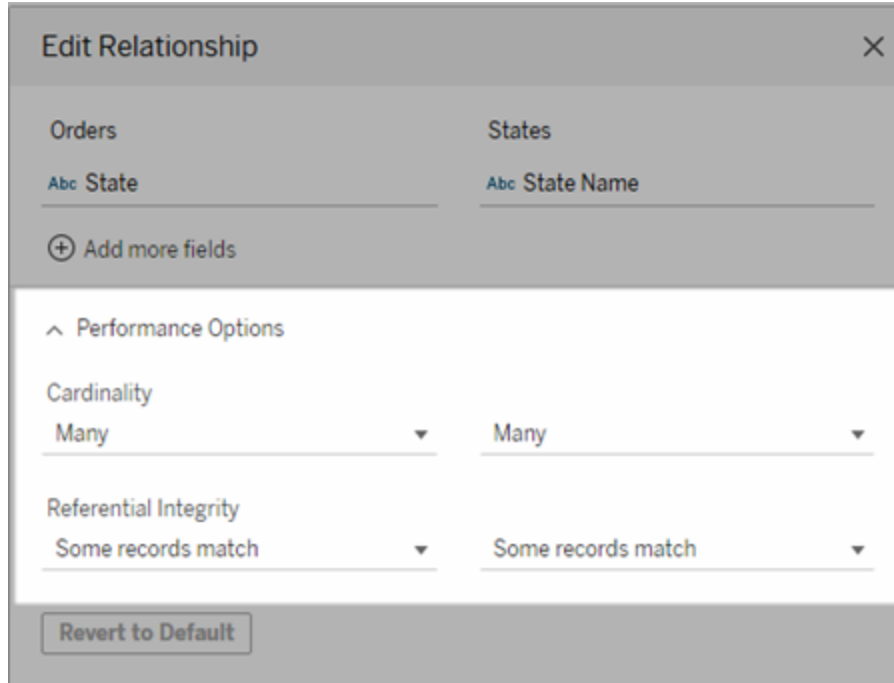 Edit Relationship
Orders States
Abc State Abc State Name
Add more fields
Performance Options
Cardinality
Many Many
Referential Integrity
Some records match Some records match
Revert to Default